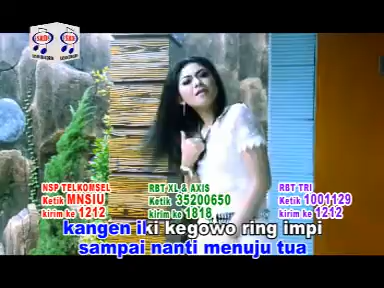 NSP TELKOMSEL
Ketik MNSIU
kirim ke 1212
RBT XL & AXIS
Ketik 35200650
kirim ke 1818
RBT TRI
Ketik 1001129
kirim ke 1212
kangen iki kegowo ring impi
sampai nanti menuju tua